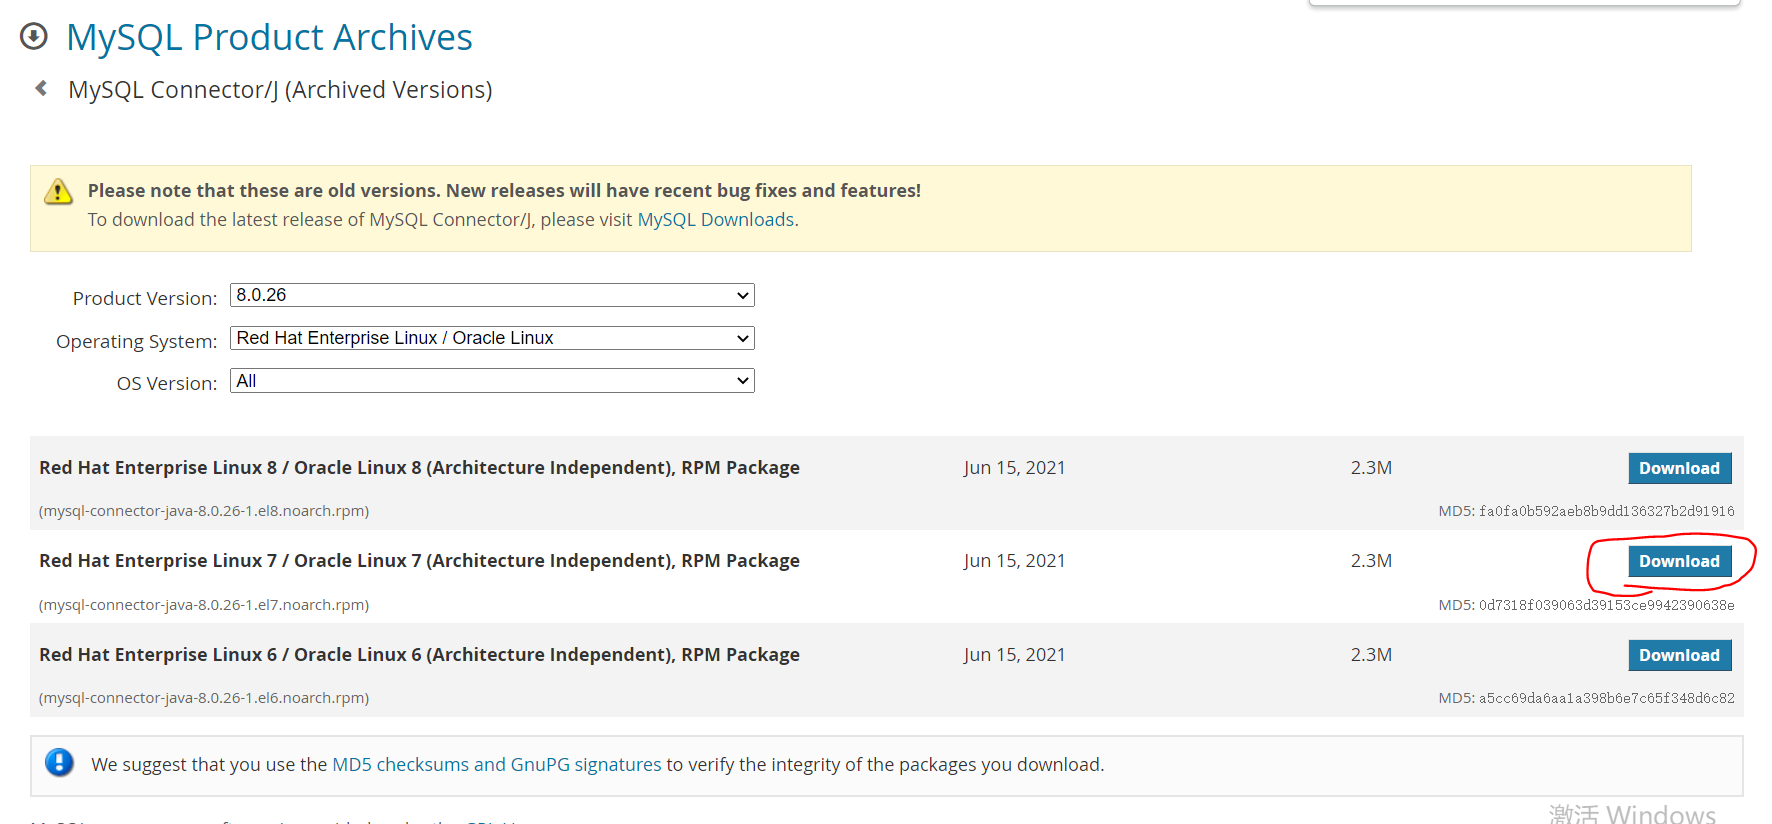 MySQL Product Archives
MySQL Connector/J (Archived Versions)
Please note that these are old versions. New releases will have recent bug fixes and features!
To download the latest release of MySQL Connector/J, please visit MySQL Downloads.
Product Version: 8.0.26
Operating System: Red Hat Enterprise Linux / Oracle Linux
OS Version: All
Red Hat Enterprise Linux 8 / Oracle Linux 8 (Architecture Independent), RPM Package Jun 15, 2021 2.3M Download
(mysql-connector-java-8.0.26-1.el8.noarch.rpm) MD5: fa0fa0b592aeb8b9dd136327b2d91916
Red Hat Enterprise Linux 7 / Oracle Linux 7 (Architecture Independent), RPM Package Jun 15, 2021 2.3M Download
(mysql-connector-java-8.0.26-1.el7.noarch.rpm) MD5: 0d7318f039063d39153ce9942390638e
Red Hat Enterprise Linux 6 / Oracle Linux 6 (Architecture Independent), RPM Package Jun 15, 2021 2.3M Download
(mysql-connector-java-8.0.26-1.el6.noarch.rpm) MD5: a5cc69da6aa1a398b6e7c65f348d6c82
We suggest that you use the MD5 checksums and GnuPG signatures to verify the integrity of the packages you download.
激活 Windows